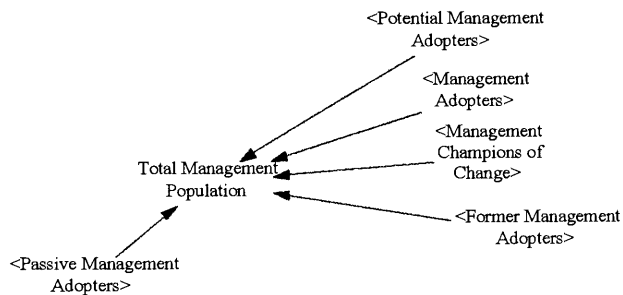 <Potential Management
Adopters>
<Management
Adopters>
<Management
Champions of
Change>
Total Management
Population
<Former Management
Adopters>
<Passive Management
Adopters>